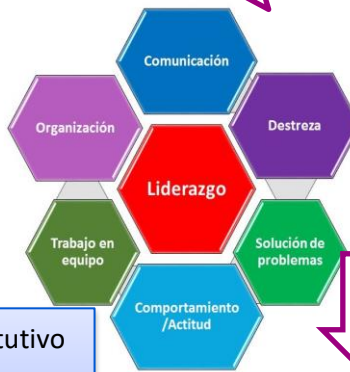 Comunicación
Organización
Destreza
Liderazgo
Trabajo en
equipo
Solución de
problemas
Comportamiento
/Actitud